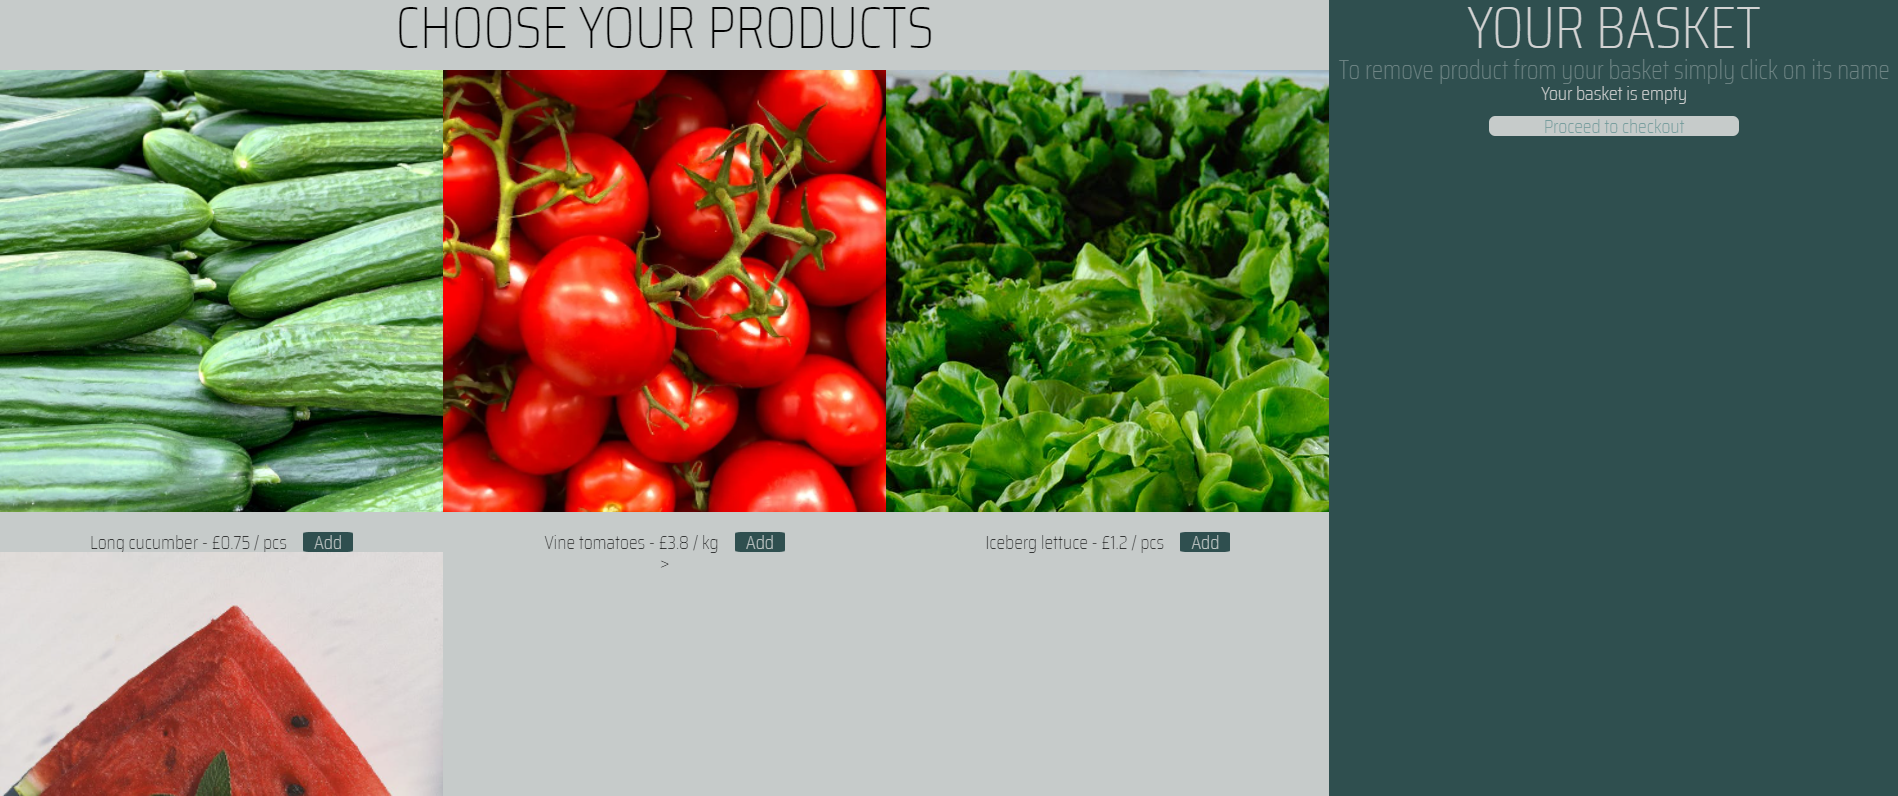 CHOOSE YOUR PRODUCTS
Long cucumber - £0.75 / pcs Add
Vine tomatoes - £3.8 / kg Add
>
Iceberg lettuce - £1.2 / pcs Add
YOUR BASKET
To remove product from your basket simply click on its name
Your basket is empty
Proceed to checkout